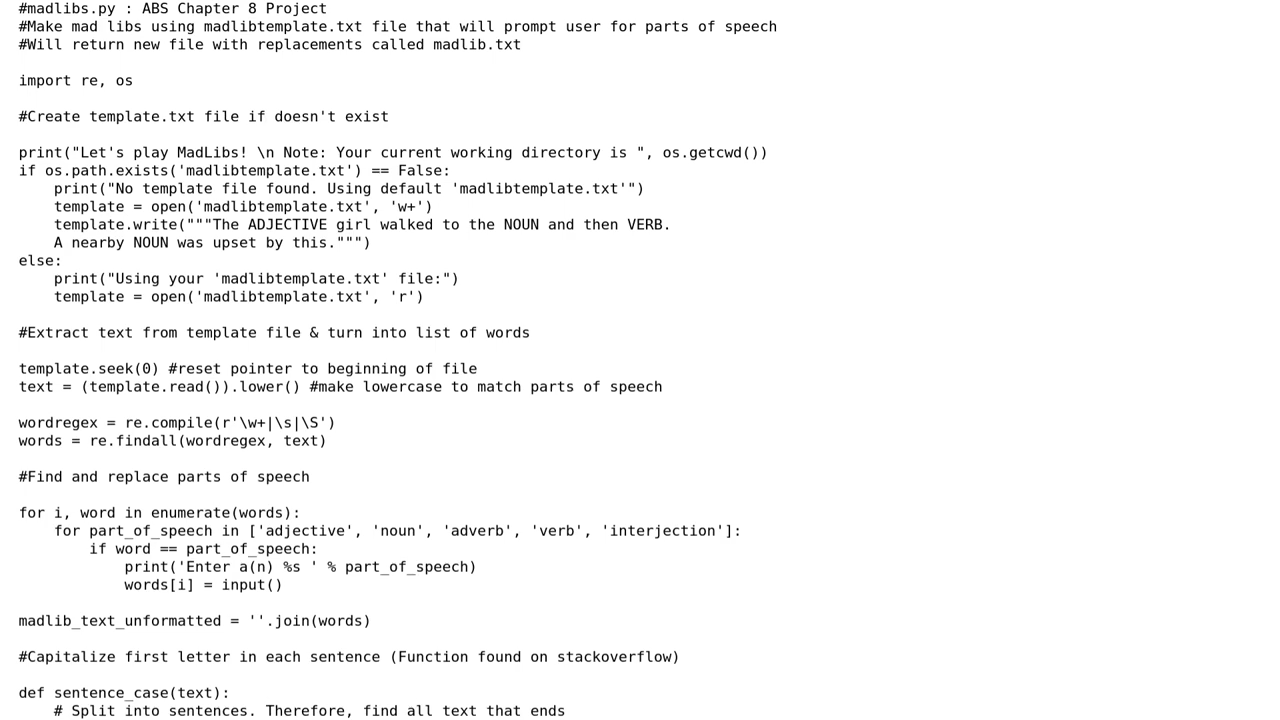 #madlibs.py : ABS Chapter 8 Project
#Make mad libs using madlibtemplate.txt file that will prompt user for parts of speech
#Will return new file with replacements called madlib.txt

import re, os

#Create template.txt file if doesn't exist

print("Let's play MadLibs! \n Note: Your current working directory is ", os.getcwd())
if os.path.exists('madlibtemplate.txt') == False:
    print("No template file found. Using default 'madlibtemplate.txt'")
    template = open('madlibtemplate.txt', 'w+')
    template.write("""The ADJECTIVE girl walked to the NOUN and then VERB.
    A nearby NOUN was upset by this.""")
else:
    print("Using your 'madlibtemplate.txt' file:")
    template = open('madlibtemplate.txt', 'r')

#Extract text from template file & turn into list of words

template.seek(0) #reset pointer to beginning of file
text = (template.read()).lower() #make lowercase to match parts of speech

wordregex = re.compile(r'\w+|\s|\S')
words = re.findall(wordregex, text)

#Find and replace parts of speech

for i, word in enumerate(words):
    for part_of_speech in ['adjective', 'noun', 'adverb', 'verb', 'interjection']:
        if word == part_of_speech:
            print('Enter a(n) %s ' % part_of_speech)
            words[i] = input()

madlib_text_unformatted = ''.join(words)

#Capitalize first letter in each sentence (Function found on stackoverflow)

def sentence_case(text):
    # Split into sentences. Therefore, find all text that ends